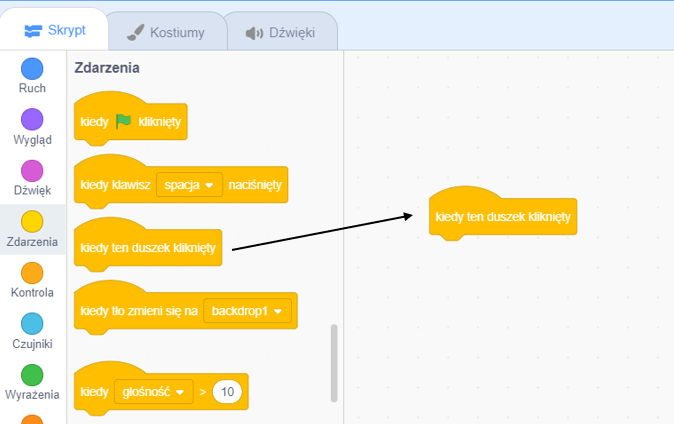 Skrypt
Kostiumy
Dźwięki
Ruch
Wygląd
Dźwięk
Zdarzenia
Kontrola
Czujniki
Wyrażenia
Zdarzenia
kiedy kliknięty
kiedy klawisz spacja naciśnięty
kiedy ten duszek kliknięty
kiedy tło zmieni się na backdrop1
kiedy głośność > 10
kiedy ten duszek kliknięty